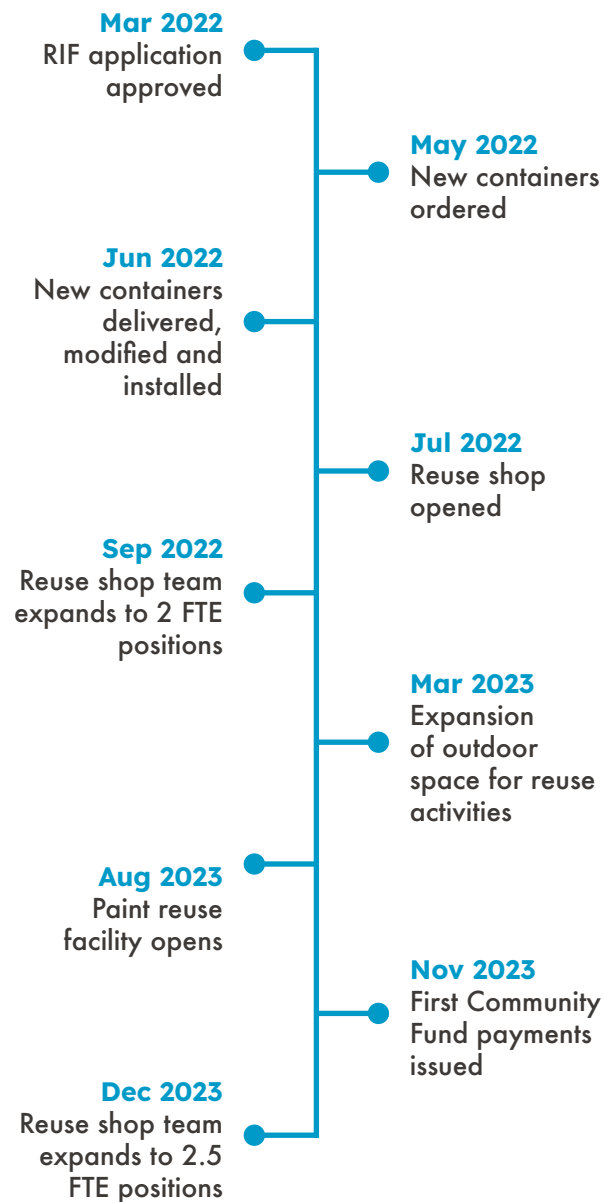 Mar 2022
RIF application
approved
May 2022
New containers
ordered
Jun 2022
New containers
delivered,
modified and
installed
Jul 2022
Reuse shop
opened
Sep 2022
Reuse shop team
expands to 2 FTE
positions
Mar 2023
Expansion
of outdoor
space for reuse
activities
Aug 2023
Paint reuse
facility opens
Nov 2023
First Community
Fund payments
issued
Dec 2023
Reuse shop team
expands to 2.5
FTE positions